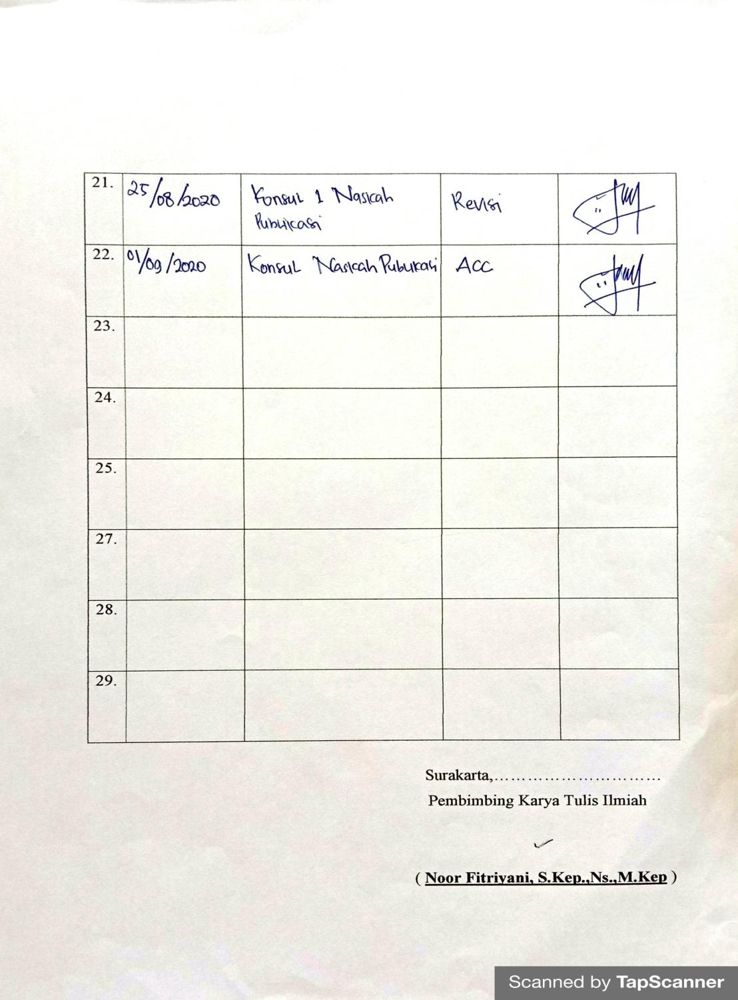 21. 25/08/2020 Konsul 1 Naskah Revisi
Publikasi
22. 01/09/2020 Konsul Naskah Publikasi ACC
23.
24.
25.
27.
28.
29.
Surakarta,..............................
Pembimbing Karya Tulis Ilmiah
( Noor Fitriyani, S.Kep.,Ns.,M.Kep )
Scanned by TapScanner